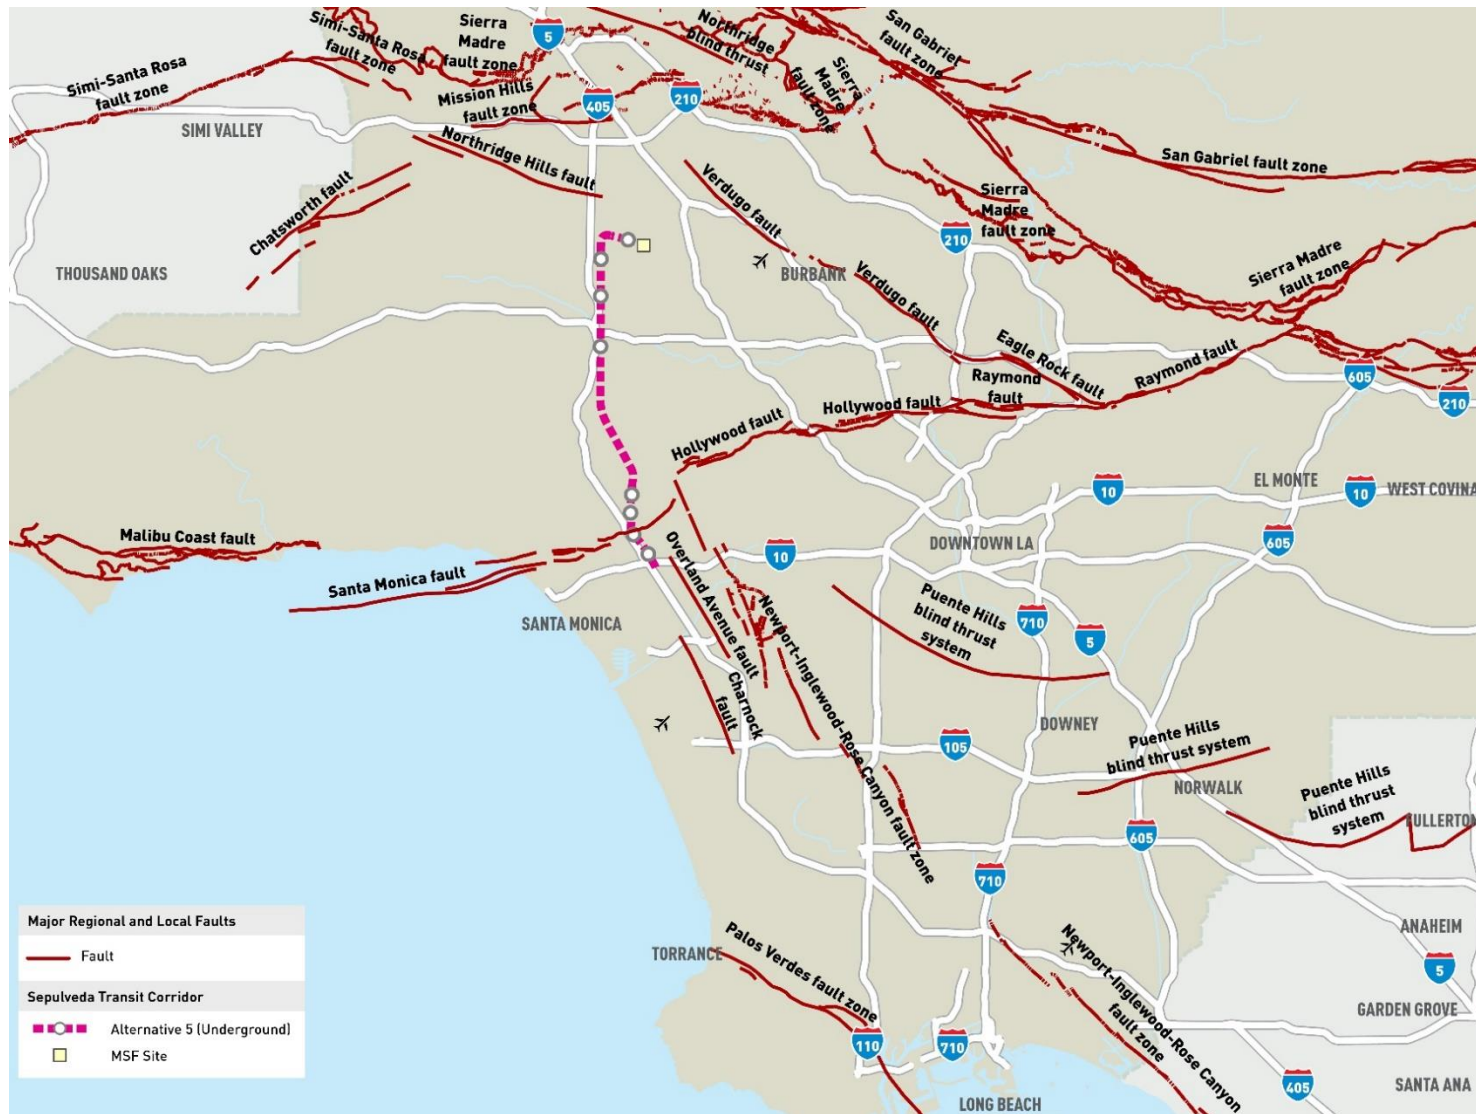 Simi-Santa Rosa
fault zone
Simi-Santa Rosa
fault zone
Sierra
Madre
fault zone
5
Northridge
blind thrust
San Gabriel
fault zone
Sierra
Madre
fault zone
Mission Hills
fault zone
405
210
SIMI VALLEY
Northridge Hills fault
San Gabriel fault zone
Chatsworth fault
Verdugo fault
Sierra
Madre
fault zone
210
THOUSAND OAKS
BURBANK
Verdugo fault
Sierra Madre
fault zone
Eagle Rock fault
Raymond
fault
Raymond fault
605
210
Hollywood fault
Hollywood fault
10
EL MONTE
10
WEST COVINA
Malibu Coast fault
Santa Monica fault
Overland Avenue fault
10
DOWNTOWN LA
605
SANTA MONICA
Newport-Inglewood-Rose Canyon fault zone
Puente Hills
blind thrust
system
710
5
Charnock
fault
105
DOWNEY
Puente Hills
blind thrust system
NORWALK
Puente Hills
blind thrust
system
FULLERTON
605
710
Major Regional and Local Faults
Fault
Sepulveda Transit Corridor
Alternative 5 (Underground)
MSF Site
TORRANCE
Palos Verdes fault zone
Newport-Inglewood-Rose Canyon
fault zone
ANAHEIM
5
GARDEN GROVE
110
710
405
SANTA ANA
LONG BEACH